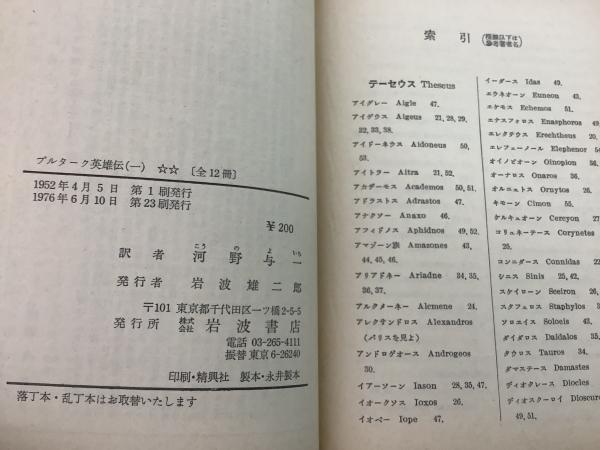 プルターク英雄伝(一) ☆☆ 〔全12冊〕
1952年4月5日 第1刷発行
1976年6月10日 第23刷発行
¥200
こう の よ いち
訳者 河野与一
発行者 岩波雄二郎
〒101 東京都千代田区一ツ橋2-5-5
発行所 株式会社 岩波書店
電話 03-265-4111
振替 東京 6-26240
印刷・精興社 製本・永井製本
落丁本・乱丁本はお取替いたします
索引
テーセウス Theseus
アイグレー Aigle 47.
アイゲウス Aigeus 21, 28, 29,
32, 33, 38.
アイドーネウス Aidoneus 50,
53.
アイトラー Aitra 21, 52.
アカデーモス Academos 50, 51.
アドラストス Adrastos 47.
アナクソー Anaxo 46.
アフィドノス Aphidnos 49, 52.
アマゾーン族 Amazones 43,
44, 45, 46.
アリアドネー Ariadne 34, 35,
36, 37.
アルクメーネー Alcmene 24.
アレクサンドロス Alexandros
(パリスを見よ)
アンドロゲオース Androgeos
30.
イアーソーン Iason 28, 35, 47.
イオークソス Ioxos 26.
イオペー Iope 47.
イーダース Idas 49.
エウネオーン Euneon 43.
エケモス Echemos 51.
エナスフォロス Enasphoros 49
エレクテウス Erechtheus 20.
エレフェーノール Elephenor 54
オイノピオーン Oinopion 36.
オーナロス Onaros 36.
オルニュトス Ornytos 26.
キモーン Cimon 55.
ケルキュオーン Cercyon 27
コリュネーテース Corynetes
25.
コンニダース Connidas 22
シニス Sinis 25, 42.
スケイローン Sceiron 26.
スタフュロス Staphylos 3
ソロエイス Soloeis 43.
ダイダロス Daidalos 35.
タウロス Tauros 34.
ダマステース Damastes
ディオクレース Diocles
ディオスクーロイ Dioscuro
49, 51.